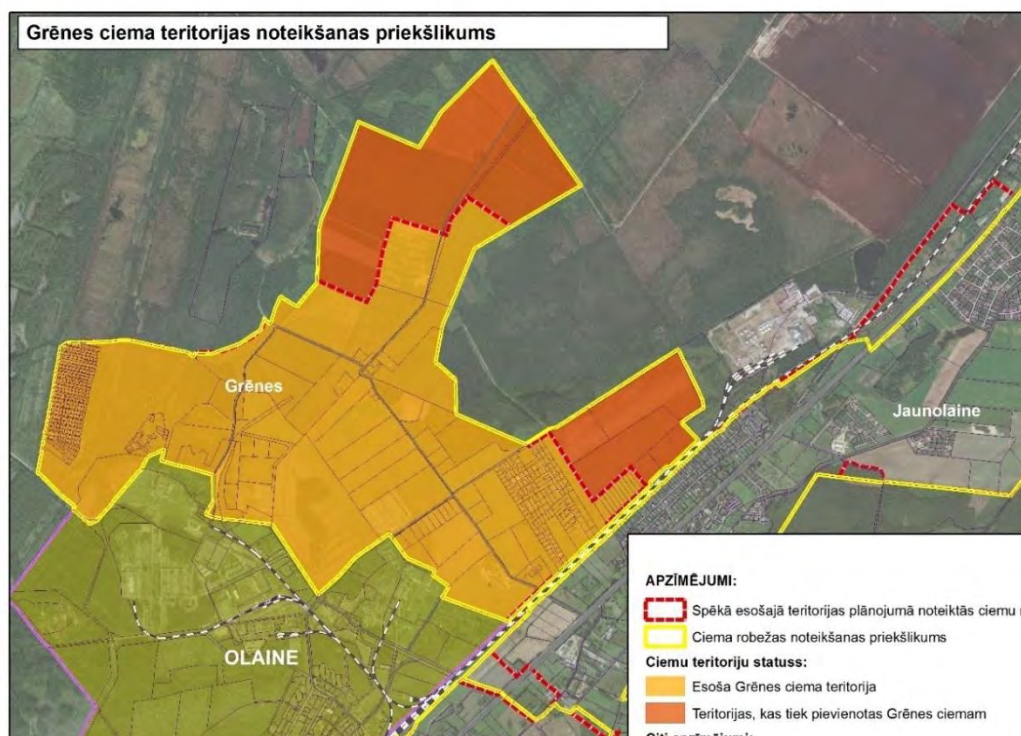 Grēnes ciema teritorijas noteikšanas priekšlikums
Grēnes
Jaunolaine
OLAINE
APZĪMĒJUMI:
Spēkā esošajā teritorijas plānojumā noteiktās ciemu
Ciema robežas noteikšanas priekšlikums
Ciemu teritoriju statuss:
Esoša Grēnes ciema teritorija
Teritorijas, kas tiek pievienotas Grēnes ciemam